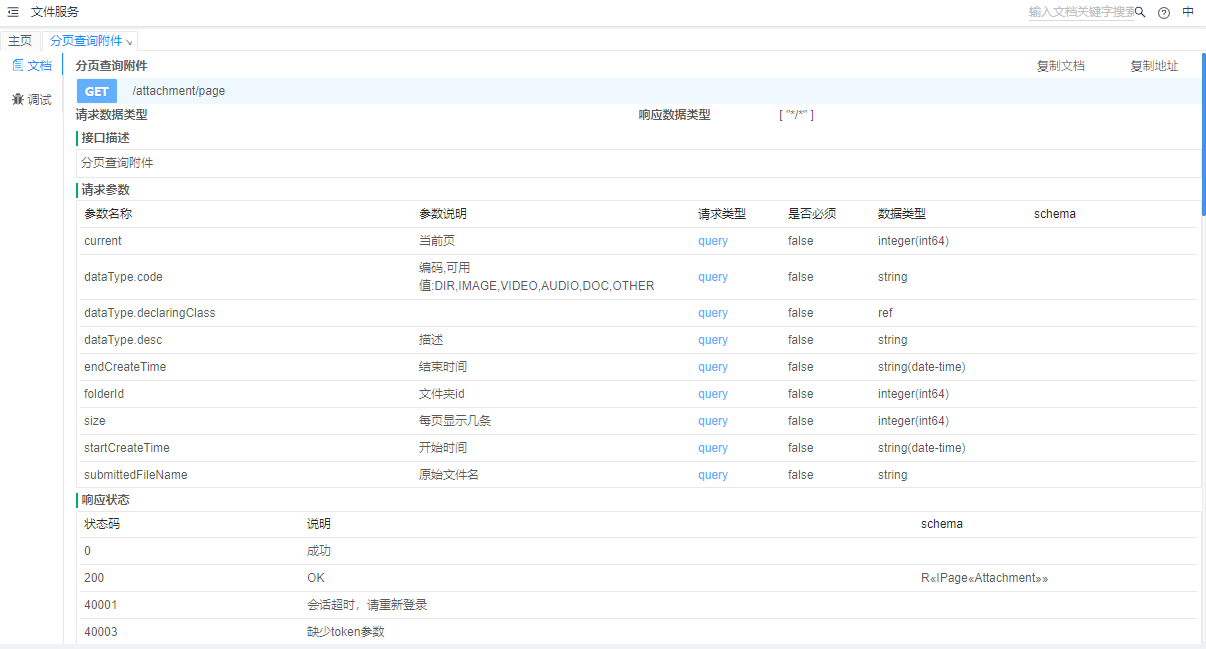 文件服务 输入文档关键字搜索 中
主页 分页查询附件
文档
调试
分页查询附件 复制文档 复制地址
GET /attachment/page
请求数据类型 响应数据类型 [ "*/*" ]
接口描述
分页查询附件
请求参数
参数名称 参数说明 请求类型 是否必须 数据类型 schema
current 当前页 query false integer(int64)
dataType.code 编码,可用
值:DIR,IMAGE,VIDEO,AUDIO,DOC,OTHER query false string
dataType.declaringClass query false ref
dataType.desc 描述 query false string
endCreateTime 结束时间 query false string(date-time)
folderId 文件夹id query false integer(int64)
size 每页显示几条 query false integer(int64)
startCreateTime 开始时间 query false string(date-time)
submittedFileName 原始文件名 query false string
响应状态
状态码 说明 schema
0 成功
200 OK R«IPage«Attachment»»
40001 会话超时，请重新登录
40003 缺少token参数